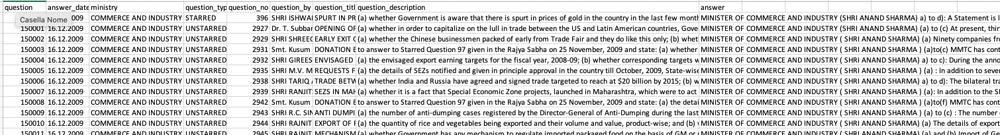 question answer_date ministry question_typ question_no question_by question_titl question_description answer
Casella Nome 009 COMMERCE AND INDUSTRY STARRED 396 SHRI ISHWA SPURT IN PR (a) whether Government is aware that there is spurt in prices of gold in the country in the last few mont MINISTER OF COMMERCE AND INDUSTRY (SHRI ANAND SHARMA) a) to d): A Statement is l
150001 16.12.2009 COMMERCE AND INDUSTRY UNSTARRED 2927 Dr. T. Subbar OPENING OF (a) whether in order to capitalize on the lull in trade between the US and Latin American countries, Gove MINISTER OF COMMERCE AND INDUSTRY (SHRI ANAND SHARMA) (a) to (c) At present, thir
150002 16.12.2009 COMMERCE AND INDUSTRY UNSTARRED 2929 SHRI SHREEG EARLY EXIT O (a) whether the Chinese businessmen packed of early from Trade Fair and they do like this only; (b) whet MINISTER OF COMMERCE AND INDUSTRY ( SHRI ANAND SHARMA ) (a) Ninety companies fr
150003 16.12.2009 COMMERCE AND INDUSTRY UNSTARRED 2931 Smt. Kusum DONATION B to answer to Starred Question 97 given in the Rajya Sabha on 25 November, 2009 and state: (a) whether MINISTER OF COMMERCE AND INDUSTRY ( SHRI ANAND SHARMA ) (a)to(c) MMTC has cont
150004 16.12.2009 COMMERCE AND INDUSTRY UNSTARRED 2932 SHRI GIREES ENVISAGED (a) the envisaged export earning targets for the fiscal year, 2008-09; (b) whether corresponding targets w MINISTER OF COMMERCE AND INDUSTRY ( SHRI ANAND SHARMA) a) to c): During the anno
150005 16.12.2009 COMMERCE AND INDUSTRY UNSTARRED 2935 SHRI M.V. M REQUESTS F (a) the details of SEZs notified and given in principle approval in the country till October, 2009, State-wise MINISTER OF COMMERCE AND INDUSTRY ( SHRI ANAND SHARMA ) (a) : In addition to seve
150006 16.12.2009 COMMERCE AND INDUSTRY UNSTARRED 2938 SHRI TARIQ A TRADE BETW (a) whether India and Russia have agreed and signed trade targeted to reach at $20 billion by 2015; (b) w MINISTER OF COMMERCE AND INDUSTRY ( SHRI ANAND SHARMA) a) to d): The bilateral tra
150007 16.12.2009 COMMERCE AND INDUSTRY UNSTARRED 2939 SHRI RANJIT SEZS IN MAH (a) whether it is a fact that Special Economic Zone projects, launched in Maharashtra, which were to act MINISTER OF COMMERCE AND INDUSTRY ( SHRI ANAND SHARMA ) (a): In addition to the S
150008 16.12.2009 COMMERCE AND INDUSTRY UNSTARRED 2942 Smt. Kusum DONATION B to answer to Starred Question 97 given in the Rajya Sabha on 25 November, 2009 and state: (a) the detai MINISTER OF COMMERCE AND INDUSTRY ( SHRI ANAND SHARMA ) (a)to(f) MMTC has cont
150009 16.12.2009 COMMERCE AND INDUSTRY UNSTARRED 2943 SHRI R.C. SIN ANTI DUMPI (a) the number of anti-dumping cases registered by the Director-General of Anti-Dumping during the last MINISTER OF COMMERCE AND INDUSTRY ( SHRI ANAND SHARMA ) (a) to (c) : The number
150010 16.12.2009 COMMERCE AND INDUSTRY UNSTARRED 2944 SHRI RAJNIT EXPORT OF F (a) the quantity of rice and vegetables being exported and their volume and value, product-wise; and (b) MINISTER OF COMMERCE AND INDUSTRY ( SHRI ANAND SHARMA) (a) The details of export
150011 16.12.2009 COMMERCE AND INDUSTRY UNSTARRED 2945 SHRI RAJNIT MECHANISM (a) whether Government has any mechanism to regulate imported packaged food on the basis of GM or MINISTER OF COMMERCE AND INDUSTRY ( SHRI ANAND SHARMA ) (a) and (b) Import of Ge